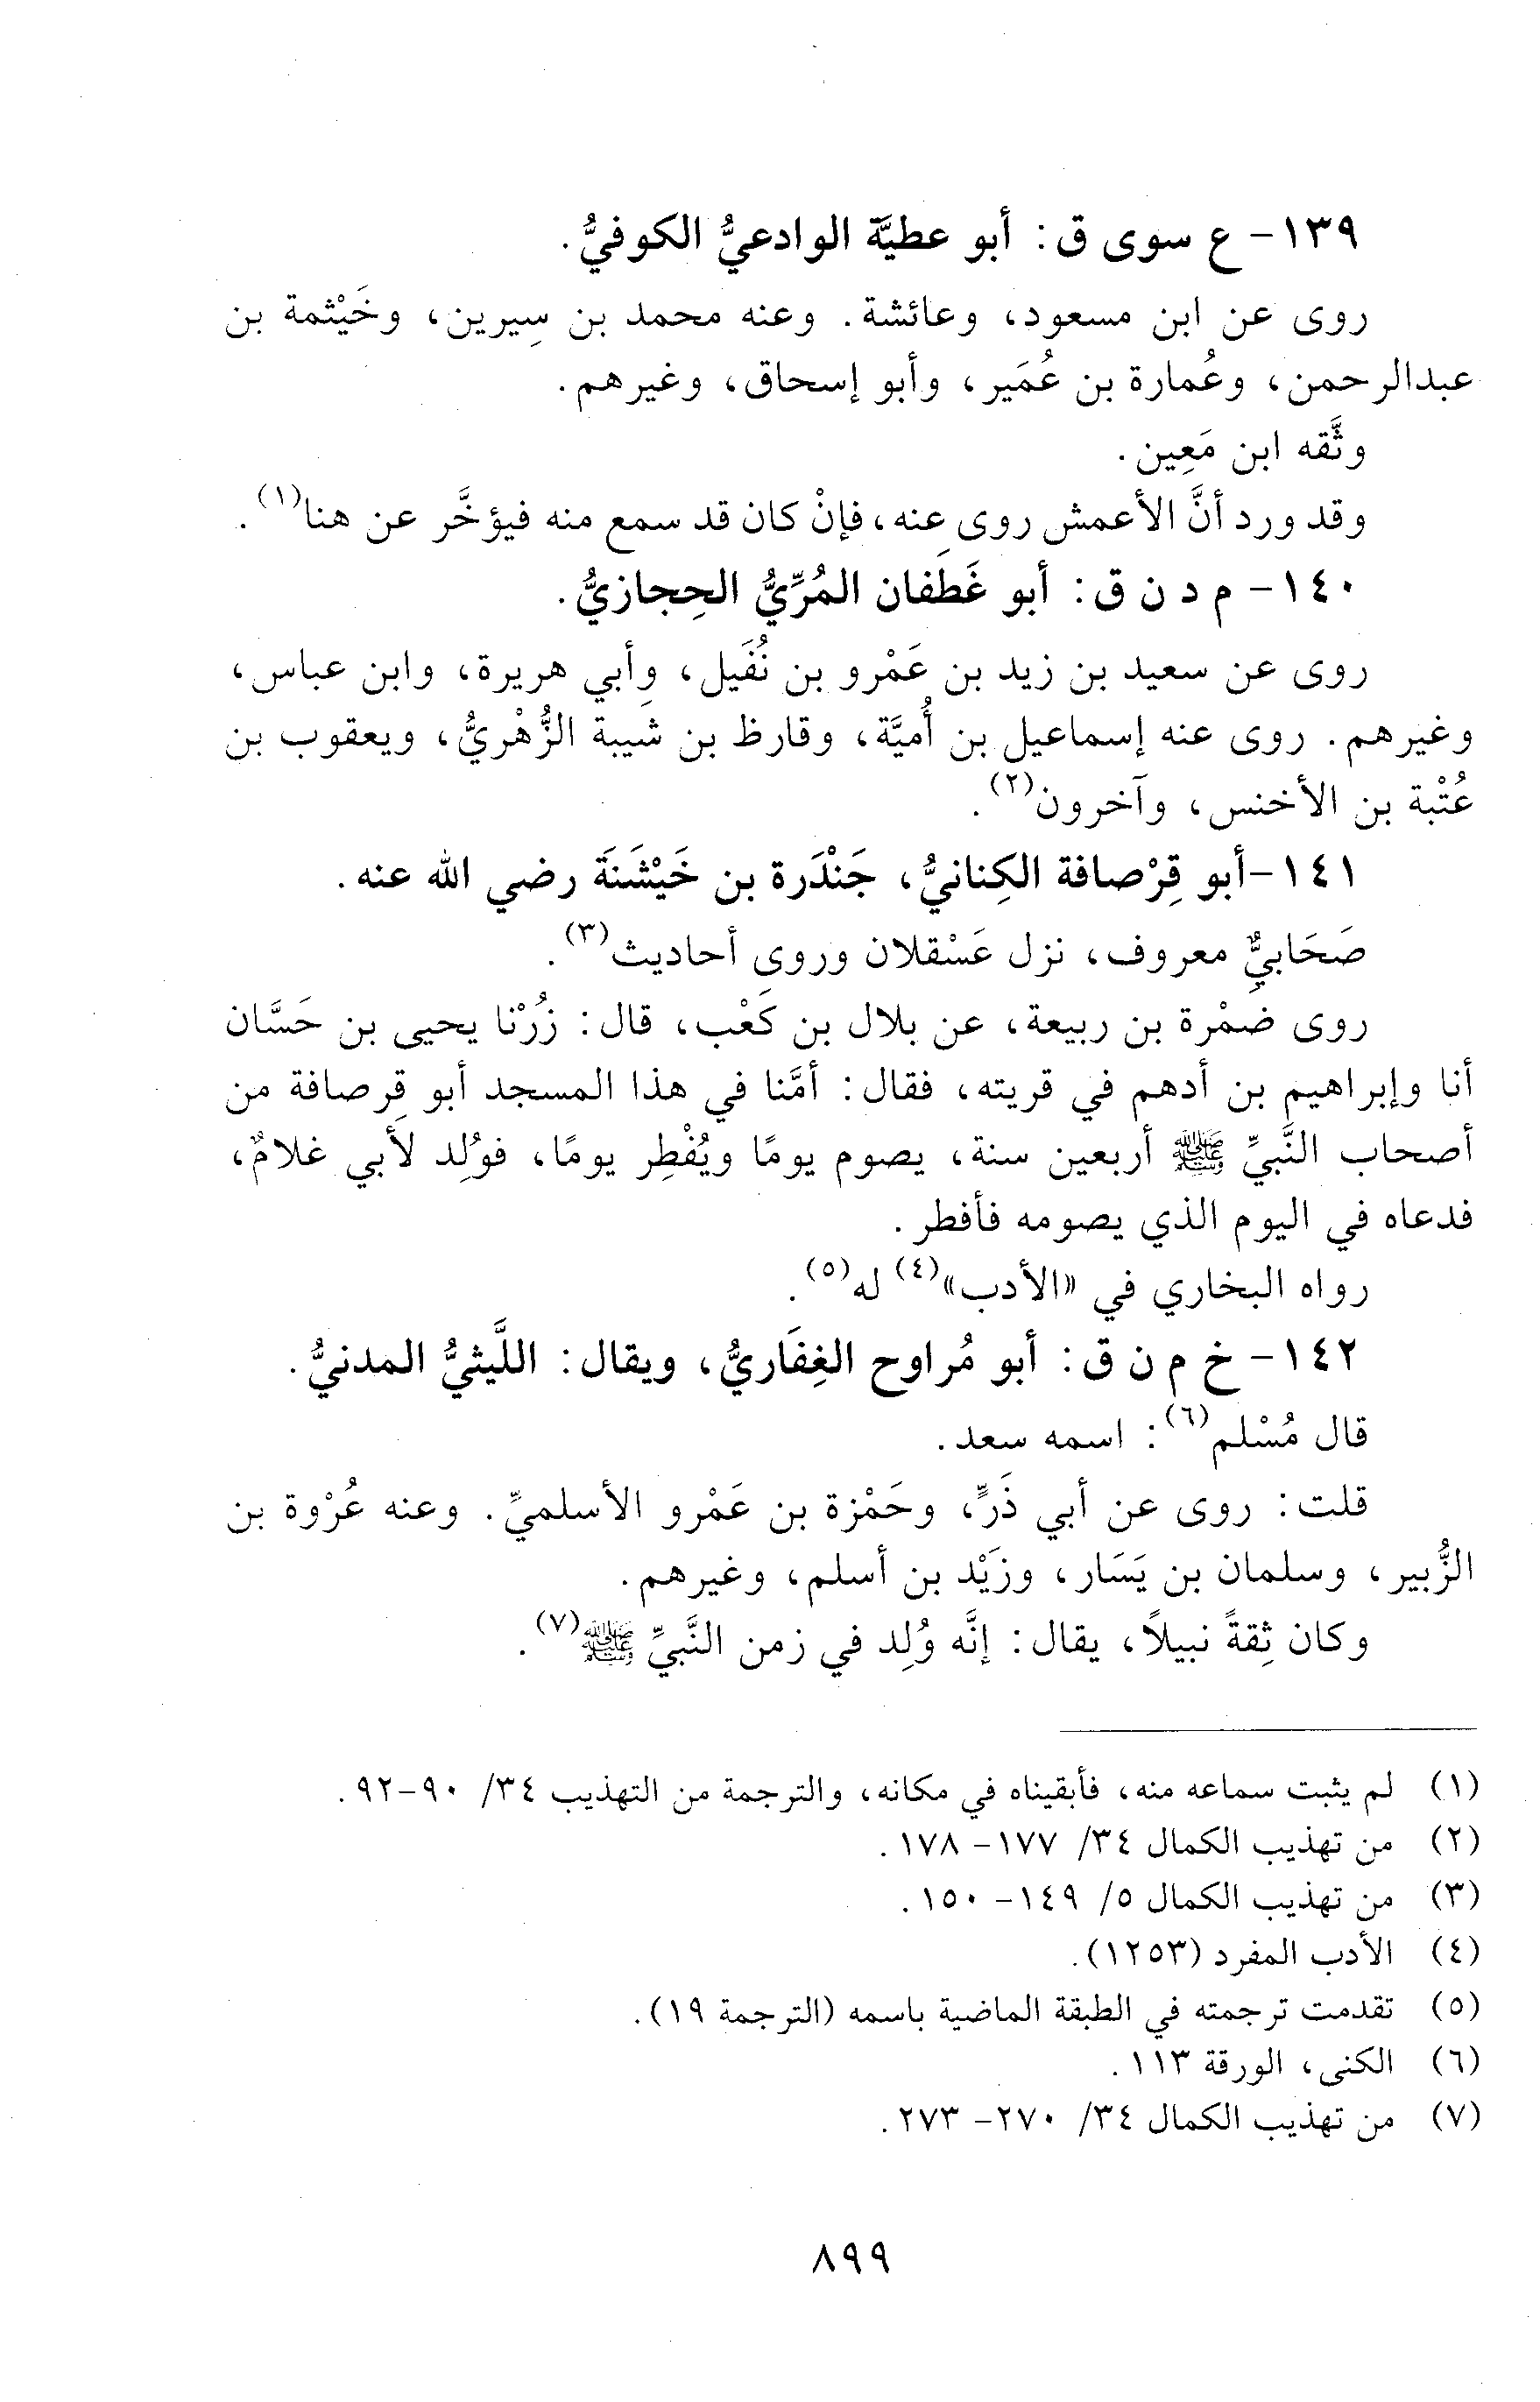 ١٣٩- ع سوى ق: أبو عطيَّة الوادعيُّ الكوفيُّ.
روى عن ابن مسعود، وعائشة. وعنه محمد بن سِيرين، وخَيْثمة بن
عبدالرحمن، وعُمارة بن عُمَير، وأبو إسحاق، وغيرهم.
وثَّقه ابن مَعِين.
وقد ورد أنَّ الأعمش روى عنه، فإنْ كان قد سمع منه فيؤخَّر عن هنا(١).
١٤٠- م د ن ق: أبو غَطَفان المُرِّيُّ الحِجازيُّ.
روى عن سعيد بن زيد بن عَمْرو بن نُفَيل، وأبي هريرة، وابن عباس،
وغيرهم. روى عنه إسماعيل بن أُميَّة، وقارظ بن شيبة الزُّهْريُّ، ويعقوب بن
عُتْبة بن الأخنس، وآخرون(٢).
١٤١-أبو قِرْصافة الكِنانيُّ، جَنْدَرة بن خَيْشَنَة رضي الله عنه.
صَحَابيٌّ معروف، نزل عَسْقلان وروى أحاديث(٣).
روى ضمْرة بن ربيعة، عن بلال بن كَعْب، قال: زُرْنا يحيى بن حَسَّان
أنا وإبراهيم بن أدهم في قريته، فقال: أمَّنا في هذا المسجد أبو قِرصافة من
أصحاب النَّبيِّ ﷺ أربعين سنة، يصوم يومًا ويُفْطِر يومًا، فوُلِد لأبي غلامٌ،
فدعاه في اليوم الذي يصومه فأفطر.
رواه البخاري في «الأدب»(٤) له(٥).
١٤٢- خ م ن ق: أبو مُراوح الغِفَاريُّ، ويقال: اللَّيثيُّ المدنيُّ.
قال مُسْلم(٦): اسمه سعد.
قلت: روى عن أبي ذَرٍّ، وحَمْزة بن عَمْرو الأسلميِّ. وعنه عُرْوة بن
الزُّبير، وسلمان بن يَسَار، وزَيْد بن أسلم، وغيرهم.
وكان ثِقةً نبيلاً، يقال: إنَّه وُلِد في زمن النَّبيِّ ﷺ(٧).
(١) لم يثبت سماعه منه، فأبقيناه في مكانه، والترجمة من التهذيب ٣٤/ ٩٠-٩٢.
(٢) من تهذيب الكمال ٣٤/ ١٧٧- ١٧٨.
(٣) من تهذيب الكمال ٥/ ١٤٩- ١٥٠.
(٤) الأدب المفرد (١٢٥٣).
(٥) تقدمت ترجمته في الطبقة الماضية باسمه (الترجمة ١٩).
(٦) الكنى، الورقة ١١٣.
(٧) من تهذيب الكمال ٣٤/ ٢٧٠- ٢٧٣.
٨٩٩